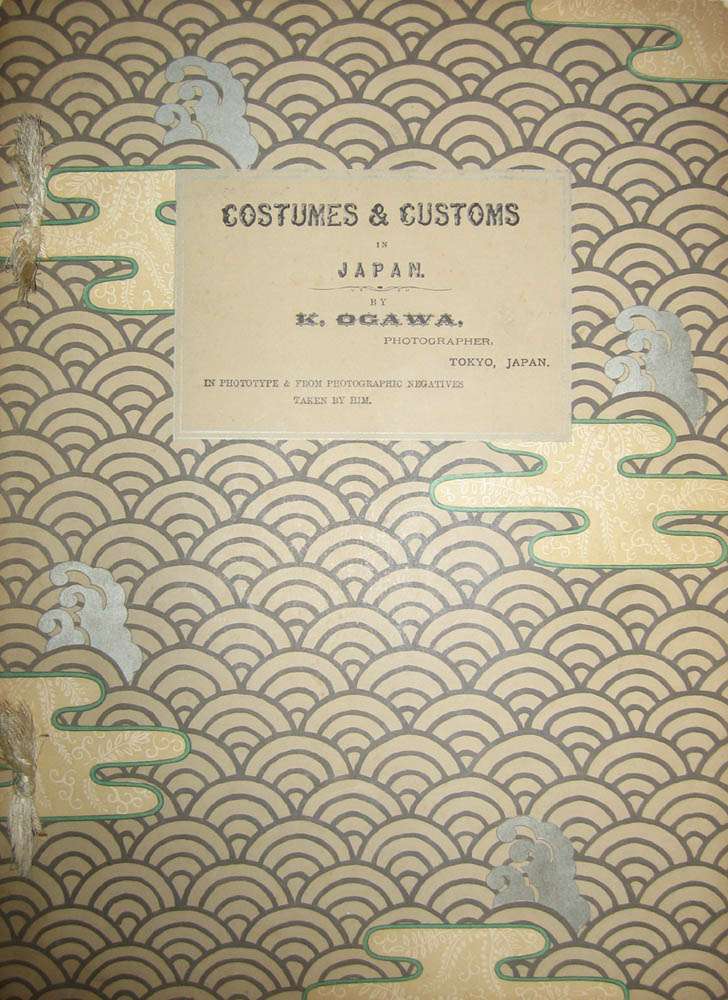 COSTUMES & CUSTOMS
IN
JAPAN.
BY
K. OGAWA,
PHOTOGRAPHER,
TOKYO, JAPAN.
IN PHOTOTYPE & FROM PHOTOGRAPHIC NEGATIVES
TAKEN BY HIM.